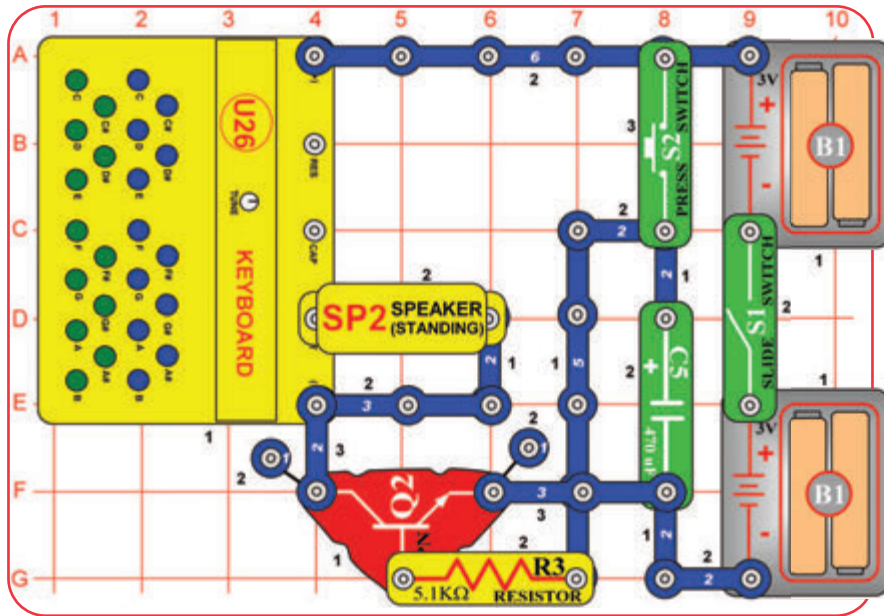 1 2 3 4 5 6 7 8 9 10
A
B
C
D
E
F
G
6
2
3V
+
-
B1
1
S2
PRESS SWITCH
3
2
2
2
1
U26
TUNE
KEYBOARD
RES
CAP
C
C#
D
D#
E
F
F#
G
G#
A
A#
B
C
C#
D
D#
E
F
F#
G
G#
A
A#
B
1
2
SP2 SPEAKER
(STANDING)
2
1
2
3
1
5
2
+
C5
470
S1
SLIDE SWITCH
2
1
3V
+
-
B1
2
3
1
2
2
1
Q2
1
3
3
2
R3
5.1KΩ RESISTOR
1
2
2
2